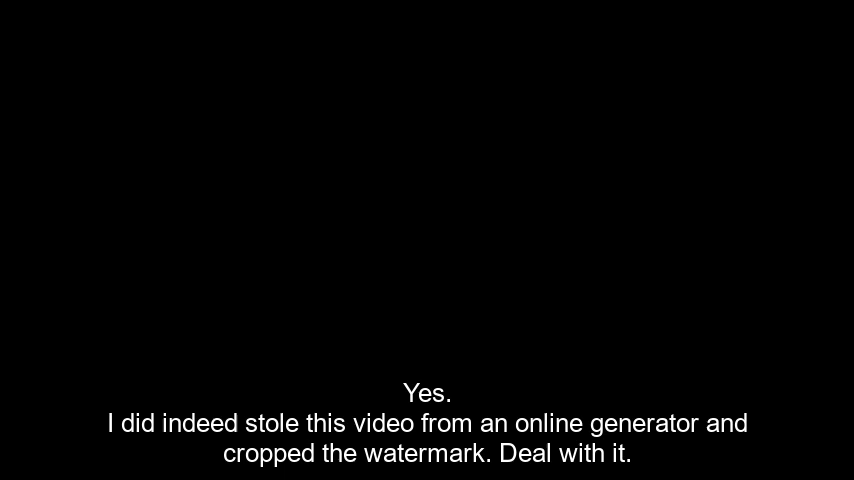 Yes.
I did indeed stole this video from an online generator and
cropped the watermark. Deal with it.